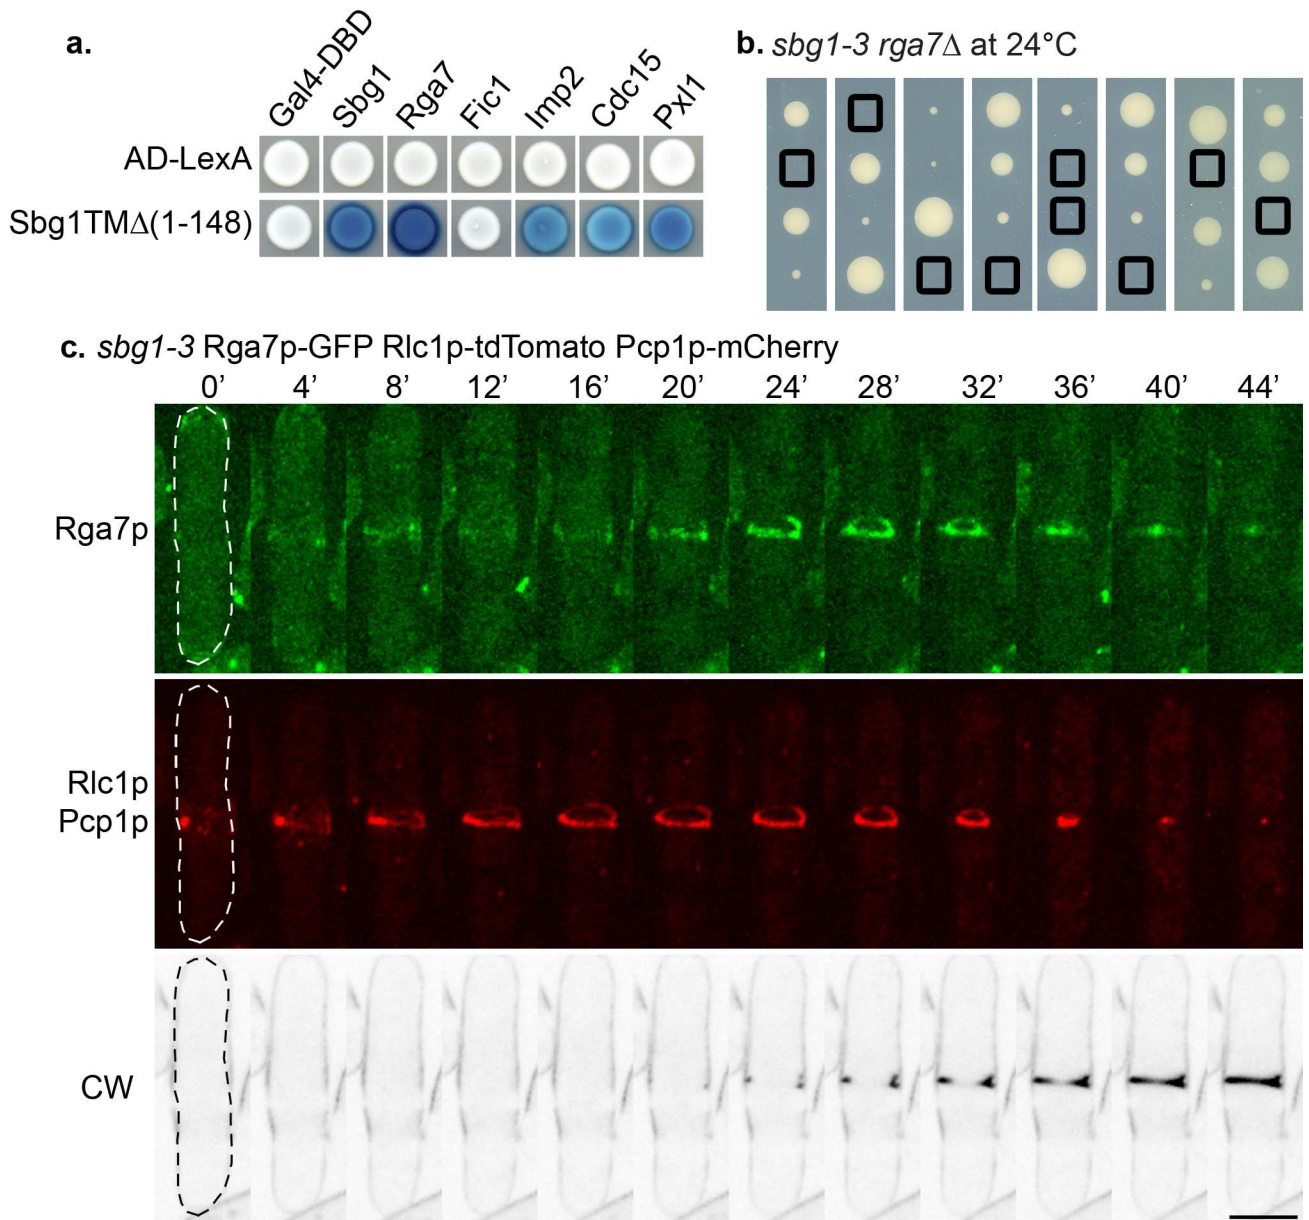 a.
Gal4-DBD Sbg1 Rga7 Fic1 Imp2 Cdc15 Pxl1
AD-LexA
Sbg1TMΔ(1-148)
b. sbg1-3 rga7Δ at 24°C
c. sbg1-3 Rga7p-GFP Rlc1p-tdTomato Pcp1p-mCherry
0’ 4’ 8’ 12’ 16’ 20’ 24’ 28’ 32’ 36’ 40’ 44’
Rga7p
Rlc1p
Pcp1p
CW